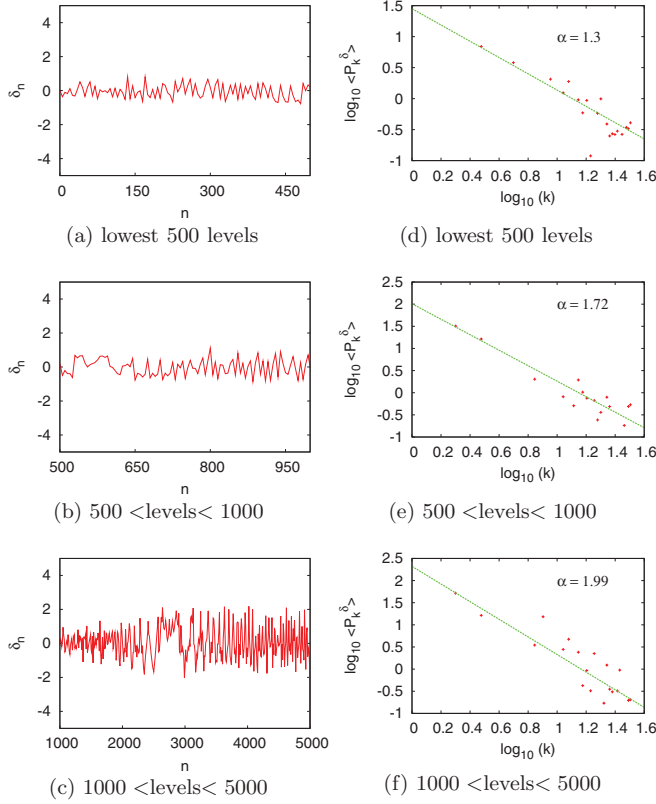 4
2
0
-2
-4
δn
0
150
300
450
n
(a) lowest 500 levels
1.5
1
0.5
0
-0.5
-1
log10 <Pkδ>
α = 1.3
0.0 0.2 0.4 0.6 0.8 1.0 1.2 1.4 1.6
log10 (k)
(d) lowest 500 levels
4
2
0
-2
-4
δn
500
650
800
950
n
(b) 500 <levels< 1000
2.5
2
1.5
1
0.5
0
-0.5
-1
log10 <Pkδ>
α = 1.72
0 0.2 0.4 0.6 0.8 1.0 1.2 1.4 1.6
log10 (k)
(e) 500 <levels< 1000
4
2
0
-2
-4
δn
1000 2000 3000 4000 5000
n
(c) 1000 <levels< 5000
2.5
2
1.5
1
0.5
0
-0.5
-1
log10 <Pkδ>
α = 1.99
0 0.2 0.4 0.6 0.8 1.0 1.2 1.4 1.6
log10 (k)
(f) 1000 <levels< 5000